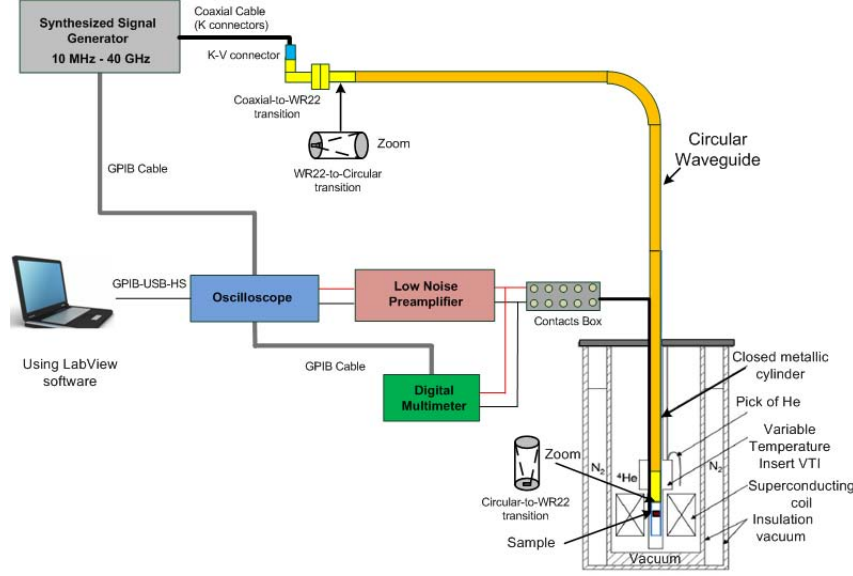 Synthesized Signal
Generator
10 MHz - 40 GHz
Coaxial Cable
(K connectors)
K-V connector
Coaxial-to-WR22
transition
Zoom
WR22-to-Circular
transition
Circular
Waveguide
GPIB Cable
GPIB-USB-HS
Oscilloscope
Low Noise
Preamplifier
Contacts Box
Using LabView
software
GPIB Cable
Digital
Multimeter
Closed metallic
cylinder
Pick of He
Variable
Temperature
Insert VTI
Superconducting
coil
Insulation
vacuum
Zoom
Circular-to-WR22
transition
Sample
N₂
⁴He
N₂
Vacuum